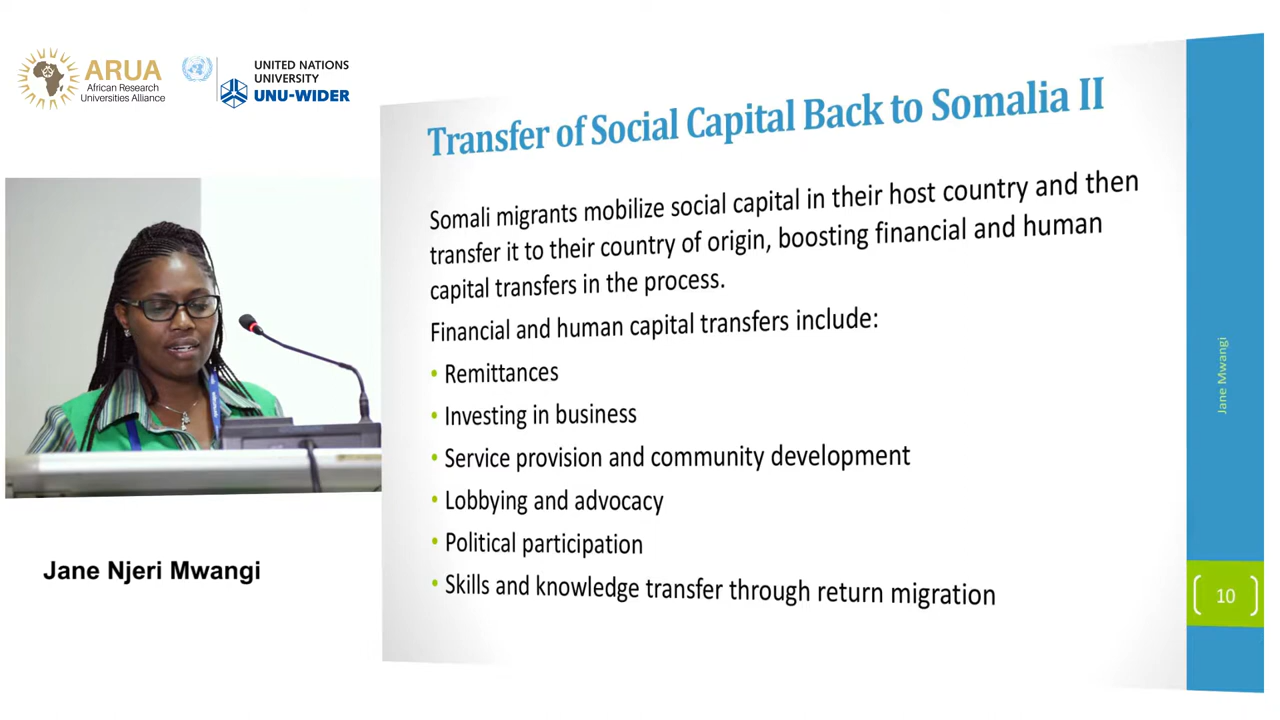 ARUA
African Research
Universities Alliance
UNITED NATIONS
UNIVERSITY
UNU-WIDER
Transfer of Social Capital Back to Somalia II
Somali migrants mobilize social capital in their host country and then
transfer it to their country of origin, boosting financial and human
capital transfers in the process.
Financial and human capital transfers include:
• Remittances
• Investing in business
• Service provision and community development
• Lobbying and advocacy
• Political participation
• Skills and knowledge transfer through return migration
Jane Mwangi
10
Jane Njeri Mwangi